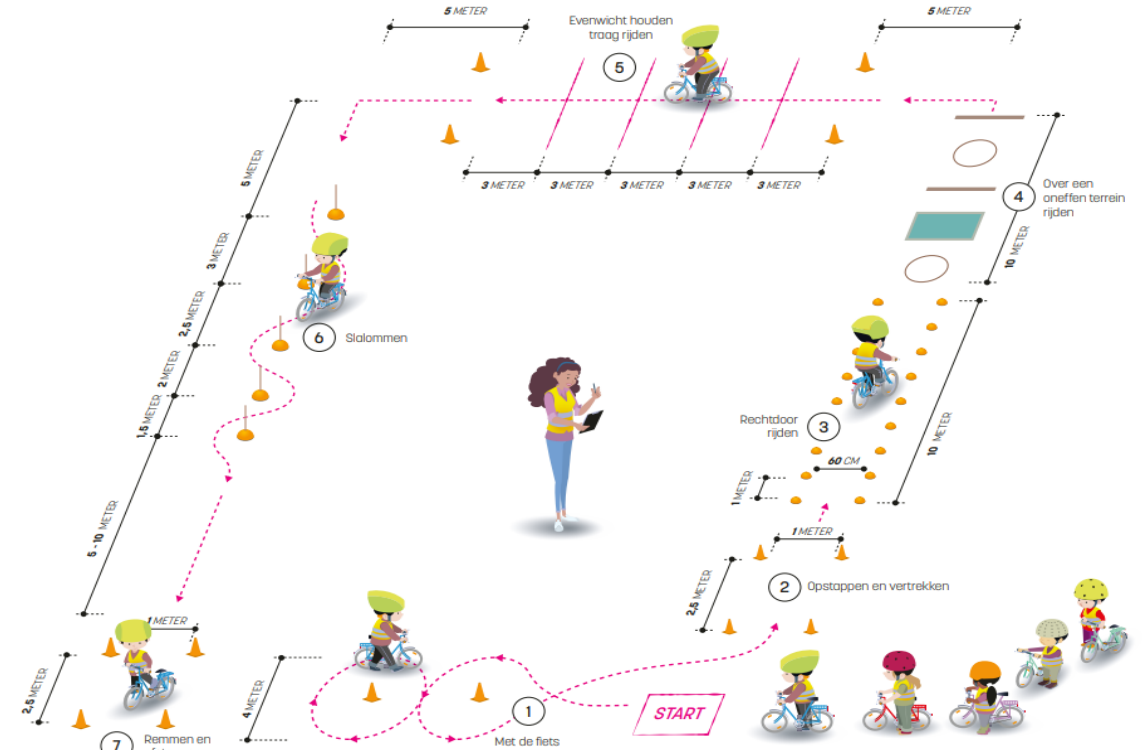 5 METER
Evenwicht houden
traag rijden
5
5 METER
3 METER
3 METER
3 METER
3 METER
3 METER
4
Over een
oneffen terrein
rijden
10 METER
5 METER
3 METER
2,5 METER
2 METER
1,5 METER
5 - 10 METER
6
Slalommen
Rechtdoor
rijden
3
60 CM
10 METER
1 METER
1 METER
2
Opstappen en vertrekken
2,5 METER
1 METER
2,5 METER
4 METER
1
Met de fiets
START
7
Remmen en